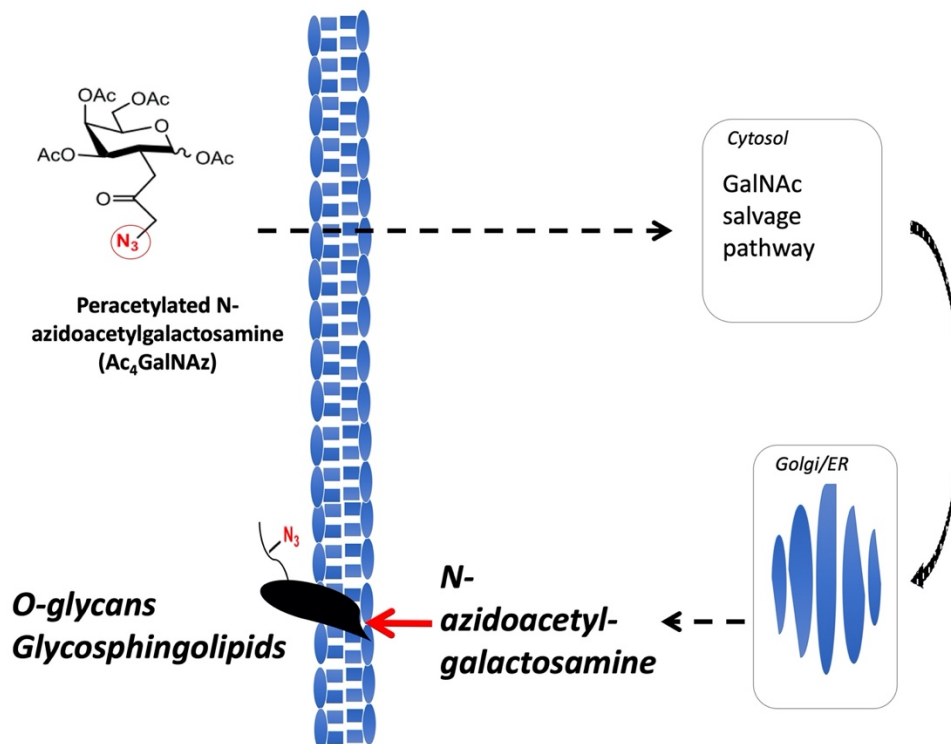 OAc
OAc
O
AcO
OAc
O
N3
Peracetylated N-
azidoacetylgalactosamine
(Ac4GalNAz)
Cytosol
GalNAc
salvage
pathway
Golgi/ER
N3
O-glycans
Glycosphingolipids
N-
azidoacetyl-
galactosamine